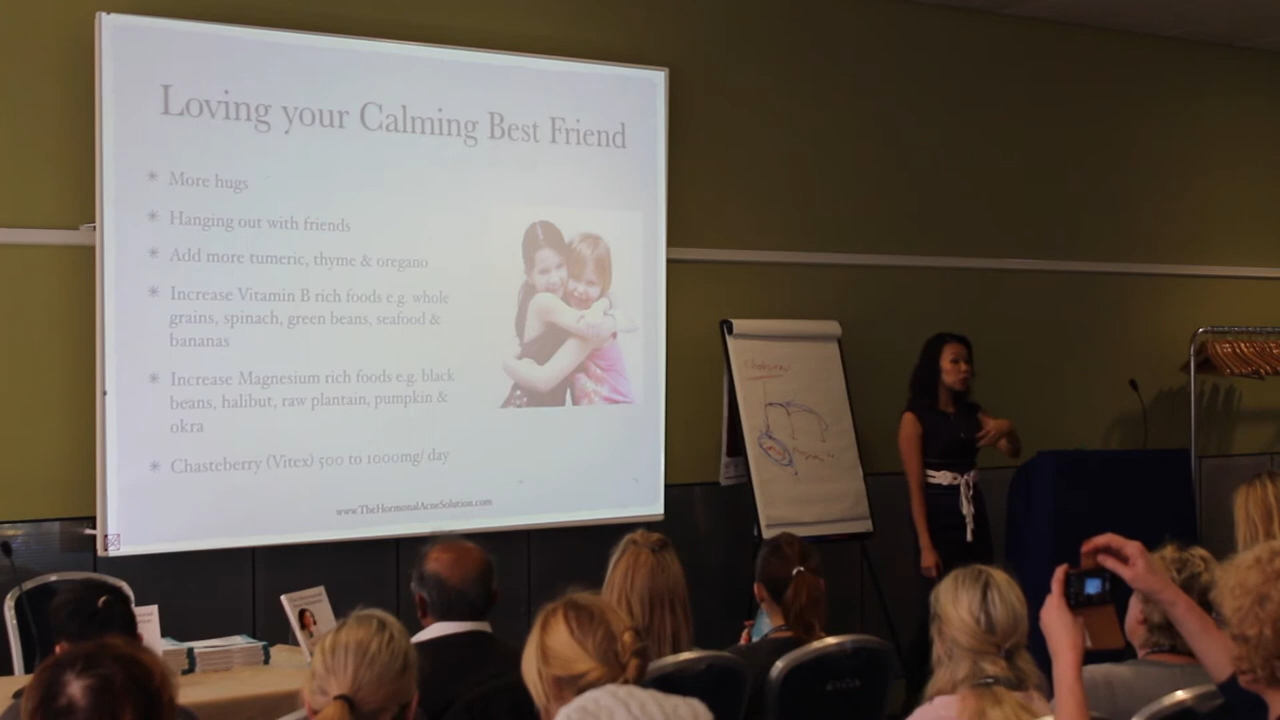 Loving your Calming Best Friend
* More hugs
* Hanging out with friends
* Add more tumeric, thyme & oregano
* Increase Vitamin B rich foods e.g. whole
grains, spinach, green beans, seafood &
bananas
* Increase Magnesium rich foods e.g. black
beans, halibut, raw plantain, pumpkin &
okra
* Chasteberry (Vitex) 500 to 1000mg/ day
www.TheHormonalAcneSolution.com